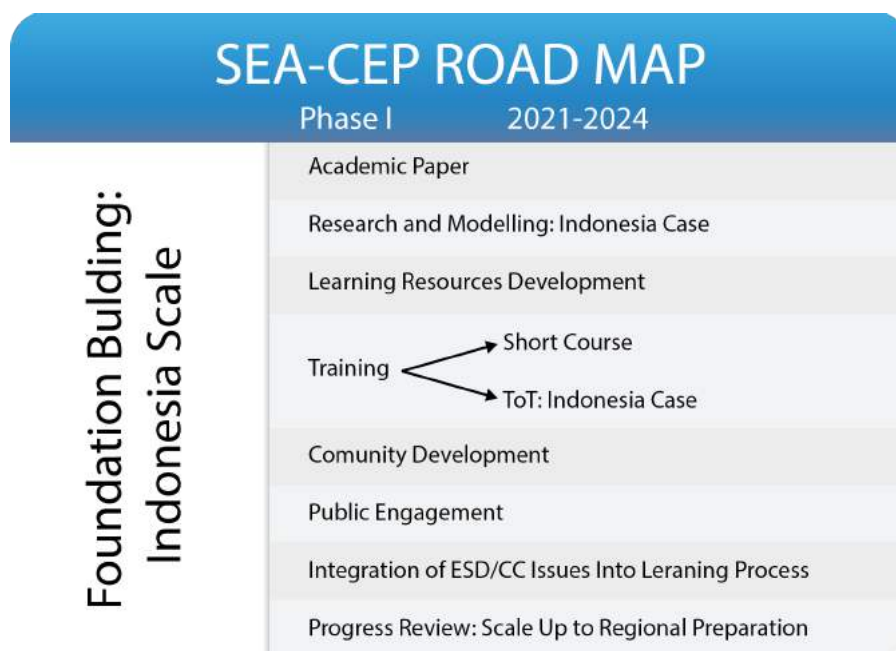 SEA-CEP ROAD MAP
Phase I 2021-2024
Foundation Bulding:
Indonesia Scale
Academic Paper
Research and Modelling: Indonesia Case
Learning Resources Development
Training
Short Course
ToT: Indonesia Case
Comunity Development
Public Engagement
Integration of ESD/CC Issues Into Leraning Process
Progress Review: Scale Up to Regional Preparation